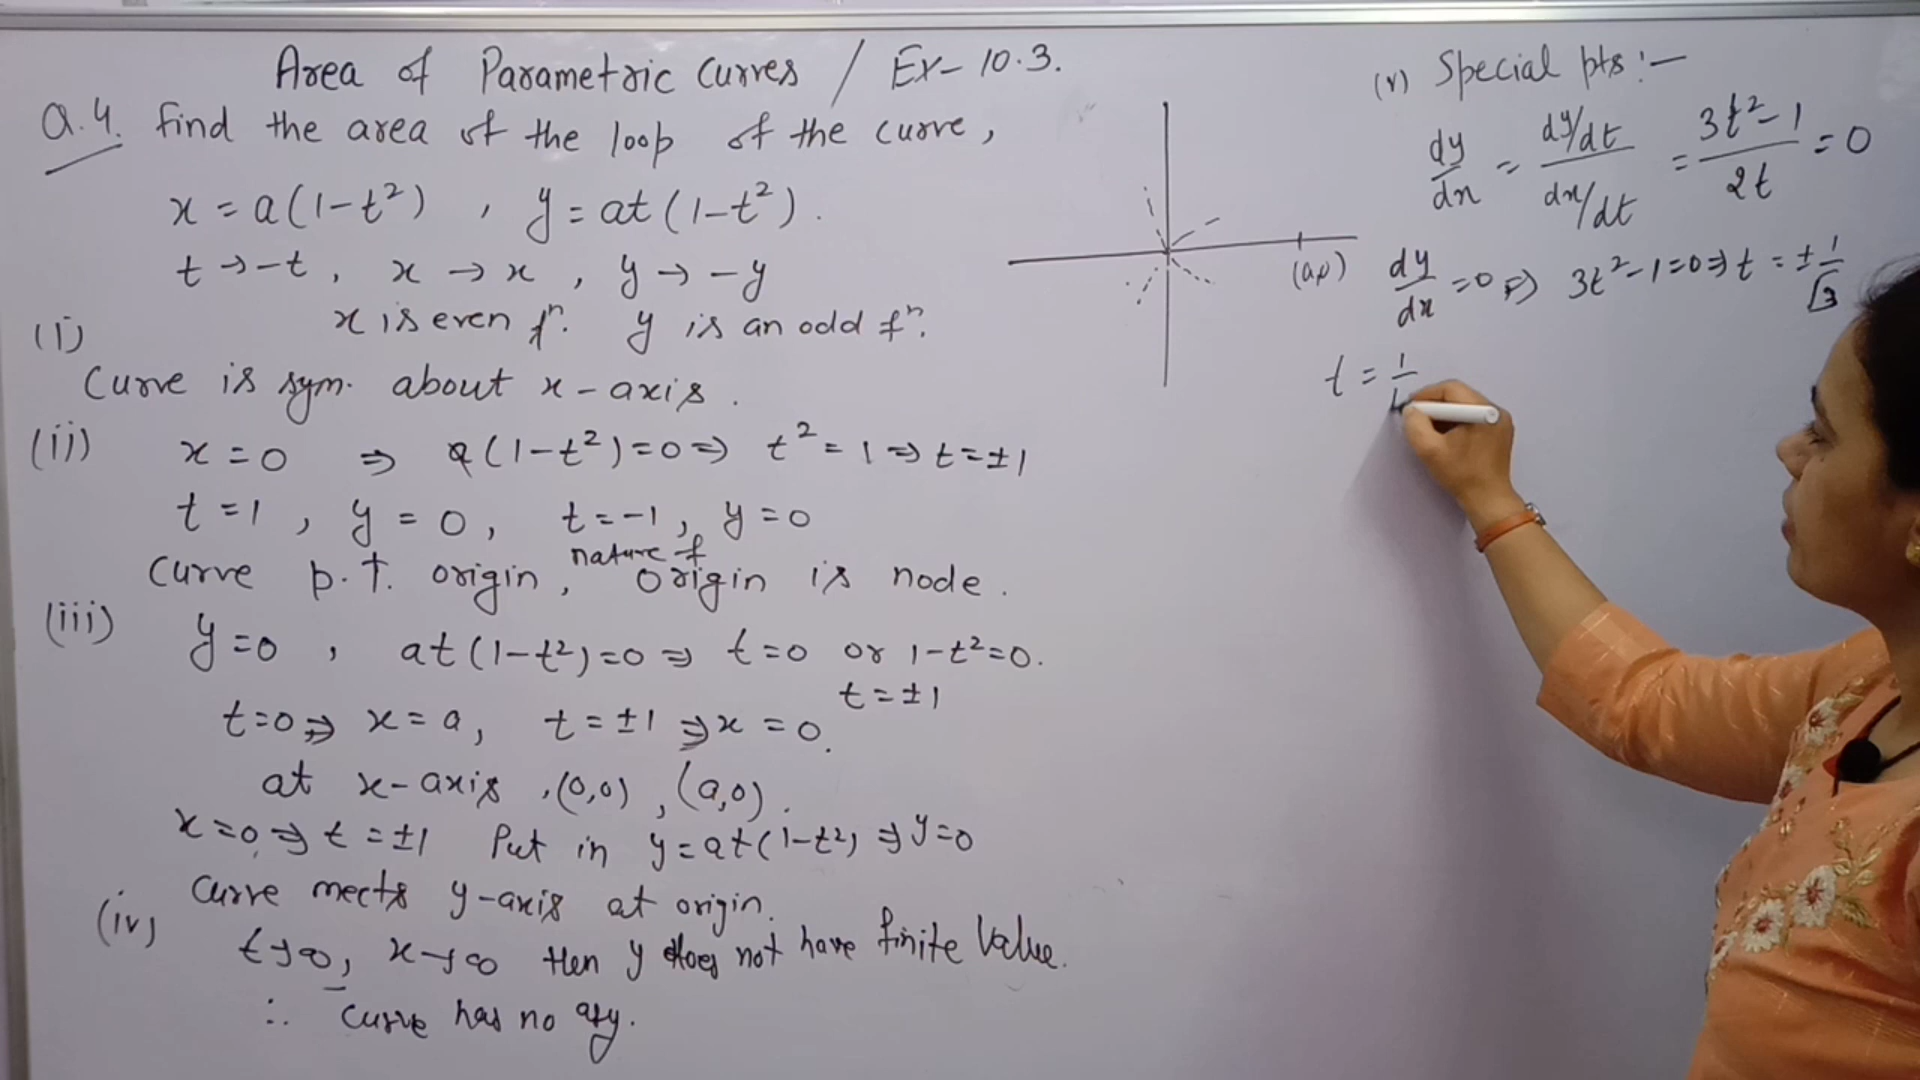 Area of Parametric Curves / Ex- 10.3.
Q.4. find the area of the loop of the curve,
x = a(1-t²) , y = at(1-t²).
t → -t, x → x, y → -y
x is even fⁿ. y is an odd fⁿ.
(i)
Curve is sym. about x-axis.
(ii) x = 0 ⇒ a(1-t²)=0 ⇒ t² = 1 ⇒ t = ±1
t = 1, y = 0, t = -1, y = 0
Curve p.t. origin, nature of origin is node.
(iii) y = 0, at(1-t²)=0 ⇒ t=0 or 1-t²=0.
t = ±1
t=0 ⇒ x = a, t = ±1 ⇒ x = 0.
at x-axis, (0,0), (a,0).
x = 0 ⇒ t = ±1 Put in y = at(1-t²) ⇒ y=0
Curve meets y-axis at origin.
(iv) t→∞, x→∞ then y does not have finite Value.
∴ Curve has no asy.
(a,0)
(v) Special pts :-
dy/dx = (dy/dt)/(dx/dt) = (3t²-1)/2t = 0
dy/dx = 0 ⇒ 3t²-1=0 ⇒ t = ± 1/√3
t = 1/